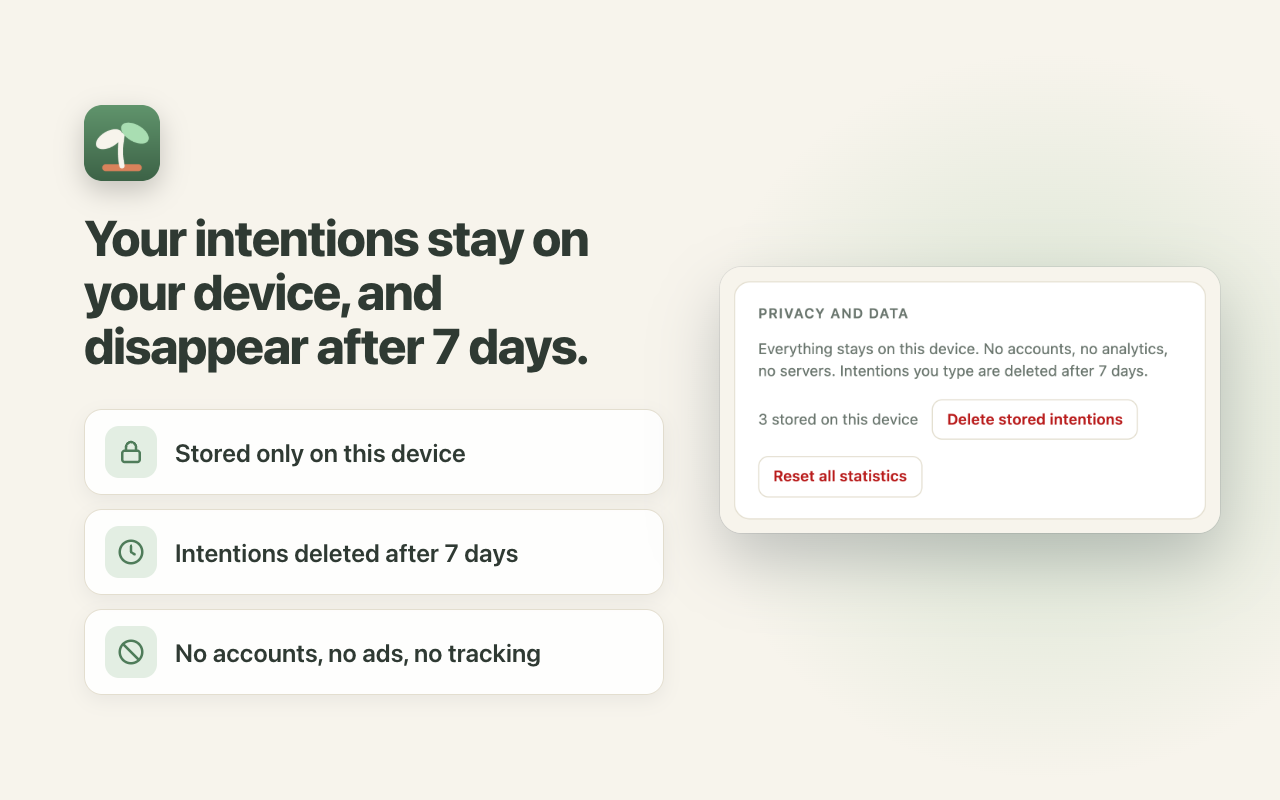 Your intentions stay on
your device, and
disappear after 7 days.
Stored only on this device
Intentions deleted after 7 days
No accounts, no ads, no tracking
PRIVACY AND DATA
Everything stays on this device. No accounts, no analytics,
no servers. Intentions you type are deleted after 7 days.
3 stored on this device
Delete stored intentions
Reset all statistics